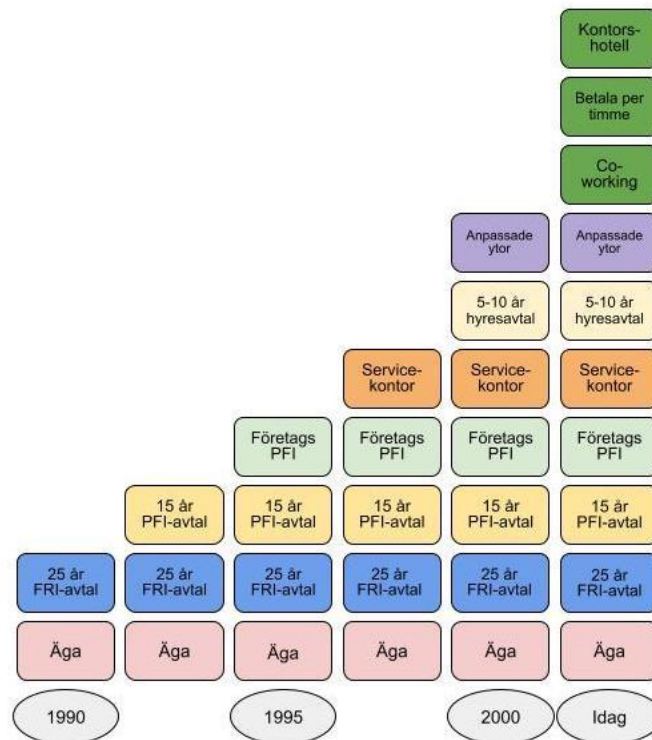 Kontors-
hotell
Betala per
timme
Co-
working
Anpassade
ytor
Anpassade
ytor
5-10 år
hyresavtal
5-10 år
hyresavtal
Service-
kontor
Service-
kontor
Service-
kontor
Företags
PFI
Företags
PFI
Företags
PFI
Företags
PFI
15 år
PFI-avtal
15 år
PFI-avtal
15 år
PFI-avtal
15 år
PFI-avtal
15 år
PFI-avtal
25 år
FRI-avtal
25 år
FRI-avtal
25 år
FRI-avtal
25 år
FRI-avtal
25 år
FRI-avtal
25 år
FRI-avtal
Äga
Äga
Äga
Äga
Äga
Äga
1990
1995
2000
Idag